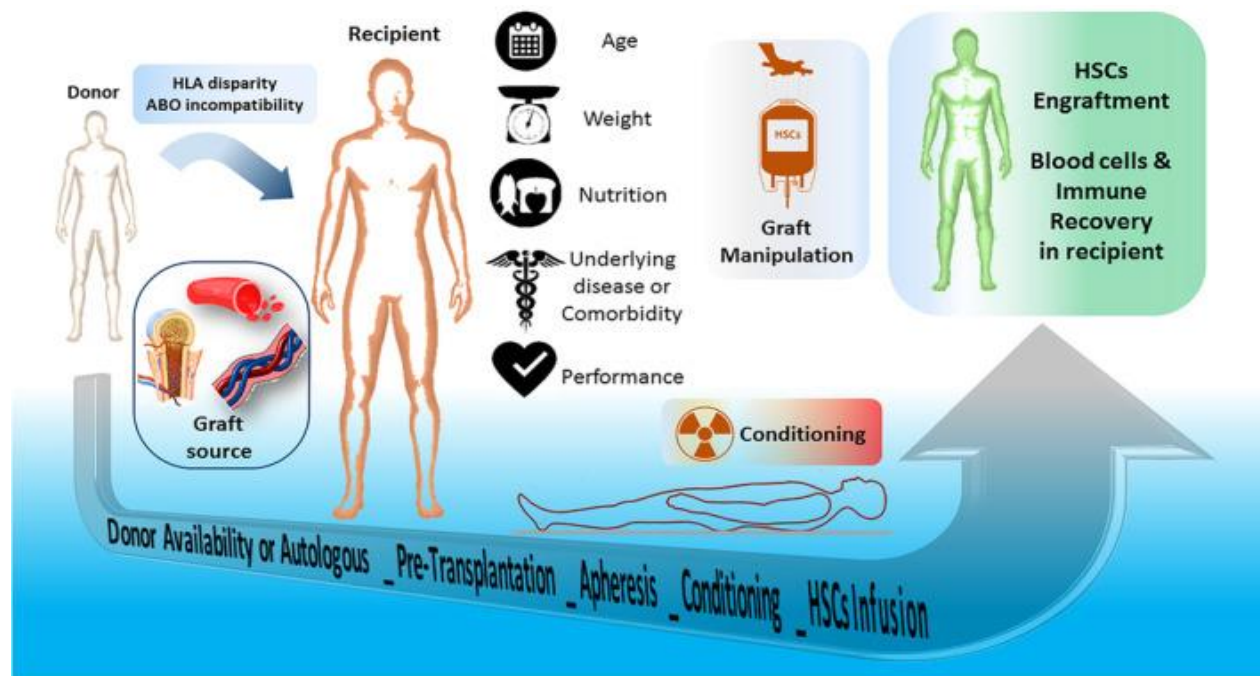 Donor
HLA disparity
ABO incompatibility
Recipient
Age
Weight
Nutrition
Underlying
disease or
Comorbidity
Performance
Graft
source
HSCs
Graft
Manipulation
Conditioning
HSCs
Engraftment
Blood cells &
Immune
Recovery
in recipient
Donor Availability or Autologous _Pre-Transplantation _Apheresis _Conditioning _HSCs Infusion